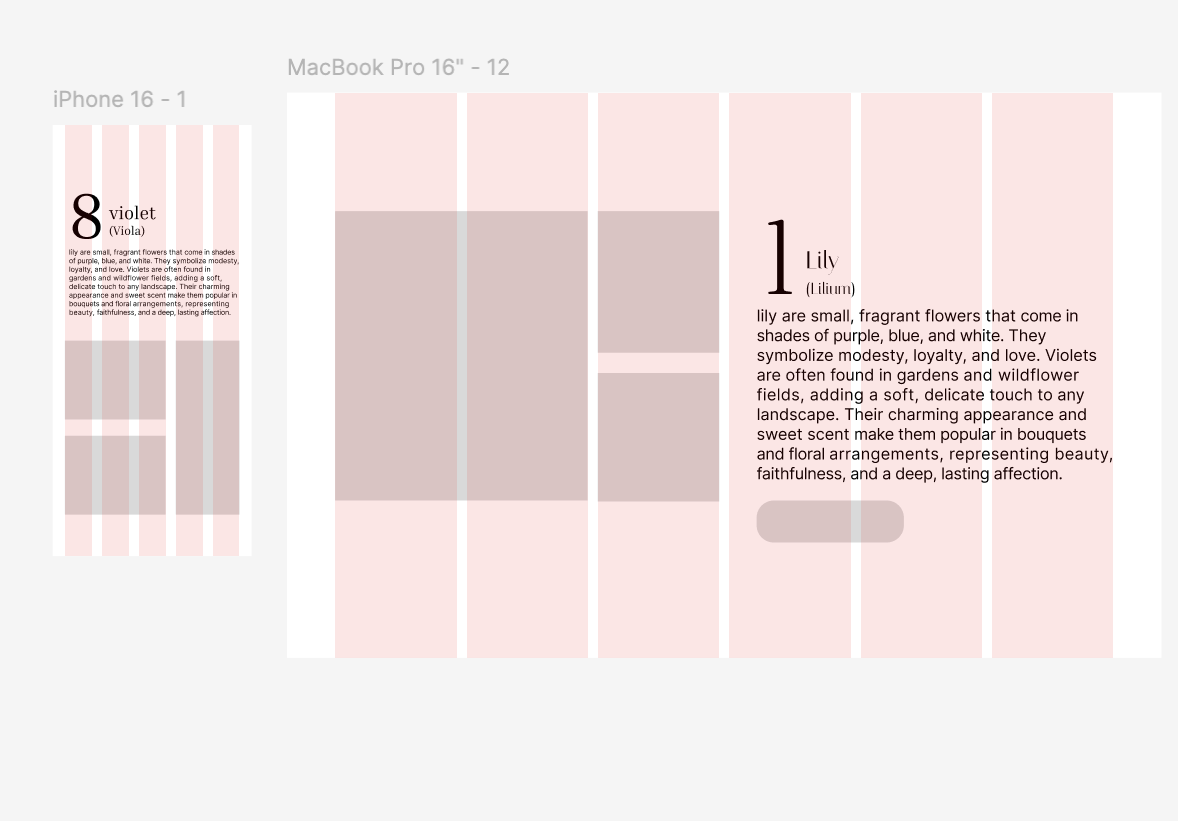 MacBook Pro 16" - 12
iPhone 16 - 1
8
violet
(Viola)
lily are small, fragrant flowers that come in shades
of purple, blue, and white. They symbolize modesty,
loyalty, and love. Violets are often found in
gardens and wildflower fields, adding a soft,
delicate touch to any landscape. Their charming
appearance and sweet scent make them popular in
bouquets and floral arrangements, representing
beauty, faithfulness, and a deep, lasting affection.
1
Lily
(Lilium)
lily are small, fragrant flowers that come in
shades of purple, blue, and white. They
symbolize modesty, loyalty, and love. Violets
are often found in gardens and wildflower
fields, adding a soft, delicate touch to any
landscape. Their charming appearance and
sweet scent make them popular in bouquets
and floral arrangements, representing beauty,
faithfulness, and a deep, lasting affection.